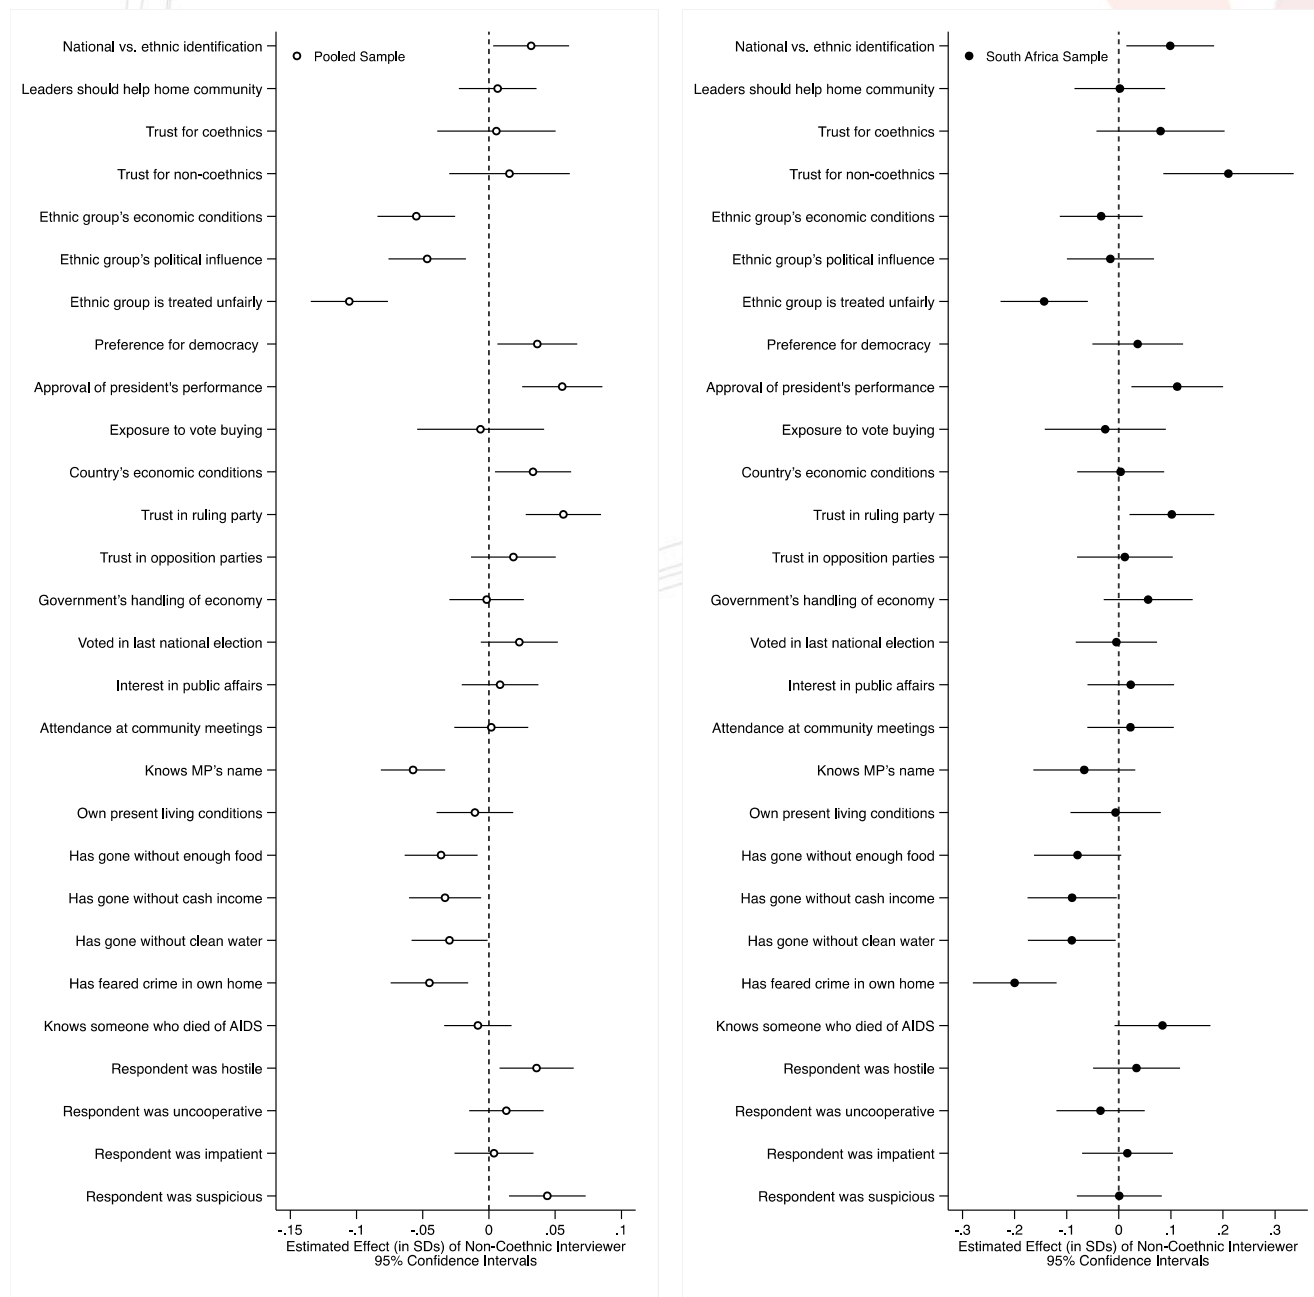 Pooled Sample
National vs. ethnic identification
Leaders should help home community
Trust for coethnics
Trust for non-coethnics
Ethnic group's economic conditions
Ethnic group's political influence
Ethnic group is treated unfairly
Preference for democracy
Approval of president's performance
Exposure to vote buying
Country's economic conditions
Trust in ruling party
Trust in opposition parties
Government's handling of economy
Voted in last national election
Interest in public affairs
Attendance at community meetings
Knows MP's name
Own present living conditions
Has gone without enough food
Has gone without cash income
Has gone without clean water
Has feared crime in own home
Knows someone who died of AIDS
Respondent was hostile
Respondent was uncooperative
Respondent was impatient
Respondent was suspicious
-.15 -.1 -.05 0 .05 .1
Estimated Effect (in SDs) of Non-Coethnic Interviewer
95% Confidence Intervals
South Africa Sample
National vs. ethnic identification
Leaders should help home community
Trust for coethnics
Trust for non-coethnics
Ethnic group's economic conditions
Ethnic group's political influence
Ethnic group is treated unfairly
Preference for democracy
Approval of president's performance
Exposure to vote buying
Country's economic conditions
Trust in ruling party
Trust in opposition parties
Government's handling of economy
Voted in last national election
Interest in public affairs
Attendance at community meetings
Knows MP's name
Own present living conditions
Has gone without enough food
Has gone without cash income
Has gone without clean water
Has feared crime in own home
Knows someone who died of AIDS
Respondent was hostile
Respondent was uncooperative
Respondent was impatient
Respondent was suspicious
-.3 -.2 -.1 0 .1 .2 .3
Estimated Effect (in SDs) of Non-Coethnic Interviewer
95% Confidence Intervals